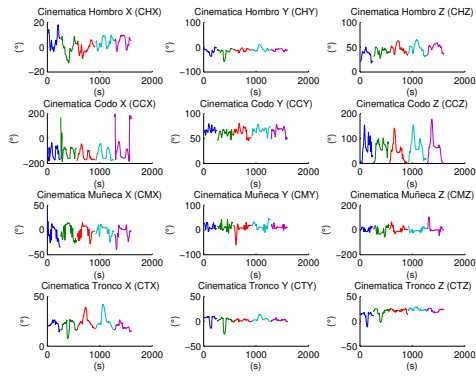 Cinematica Hombro X (CHX)
Cinematica Hombro Y (CHY)
Cinematica Hombro Z (CHZ)
20
0
−20
(°)
0 1000 2000
(s)
100
0
−100
(°)
0 1000 2000
(s)
100
50
0
(°)
0 1000 2000
(s)
Cinematica Codo X (CCX)
Cinematica Codo Y (CCY)
Cinematica Codo Z (CCZ)
200
0
−200
(°)
0 1000 2000
(s)
100
0
−100
(°)
0 1000 2000
(s)
200
100
0
(°)
0 1000 2000
(s)
Cinematica Muñeca X (CMX)
Cinematica Muñeca Y (CMY)
Cinematica Muñeca Z (CMZ)
50
0
−50
(°)
0 1000 2000
(s)
100
0
−100
(°)
0 1000 2000
(s)
200
0
−200
(°)
0 1000 2000
(s)
Cinematica Tronco X (CTX)
Cinematica Tronco Y (CTY)
Cinematica Tronco Z (CTZ)
50
0
(°)
0 1000 2000
(s)
50
0
−50
(°)
0 1000 2000
(s)
50
0
−50
(°)
0 1000 2000
(s)